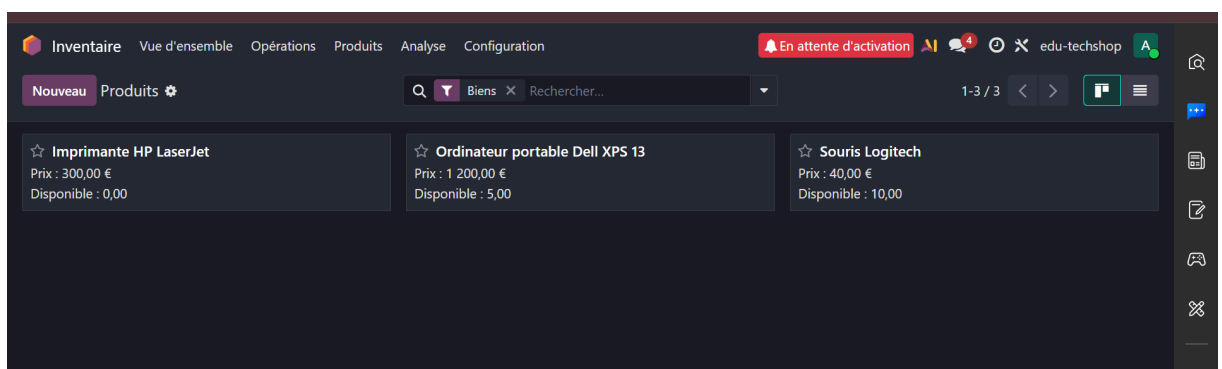 Inventaire Vue d'ensemble Opérations Produits Analyse Configuration En attente d'activation AI 4 edu-techshop A
Nouveau Produits Biens Rechercher... 1-3 / 3
Imprimante HP LaserJet
Prix : 300,00 €
Disponible : 0,00
Ordinateur portable Dell XPS 13
Prix : 1 200,00 €
Disponible : 5,00
Souris Logitech
Prix : 40,00 €
Disponible : 10,00